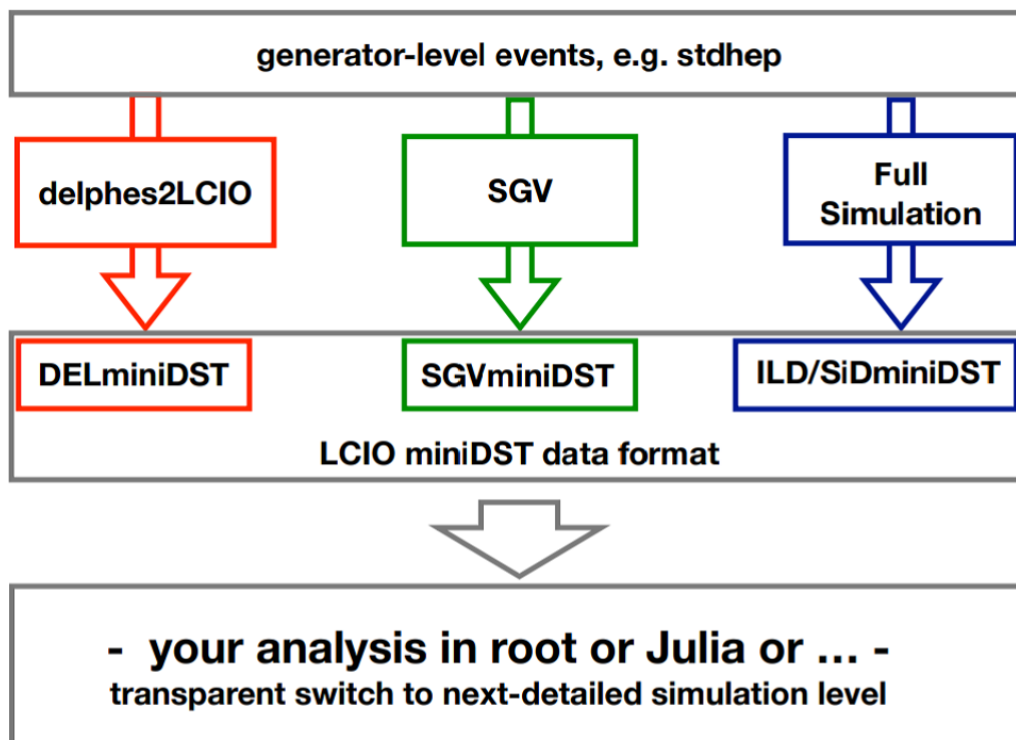 generator-level events, e.g. stdhep
delphes2LCIO
SGV
Full
Simulation
DELminiDST
SGVminiDST
ILD/SiDminiDST
LCIO miniDST data format
- your analysis in root or Julia or ... -
transparent switch to next-detailed simulation level